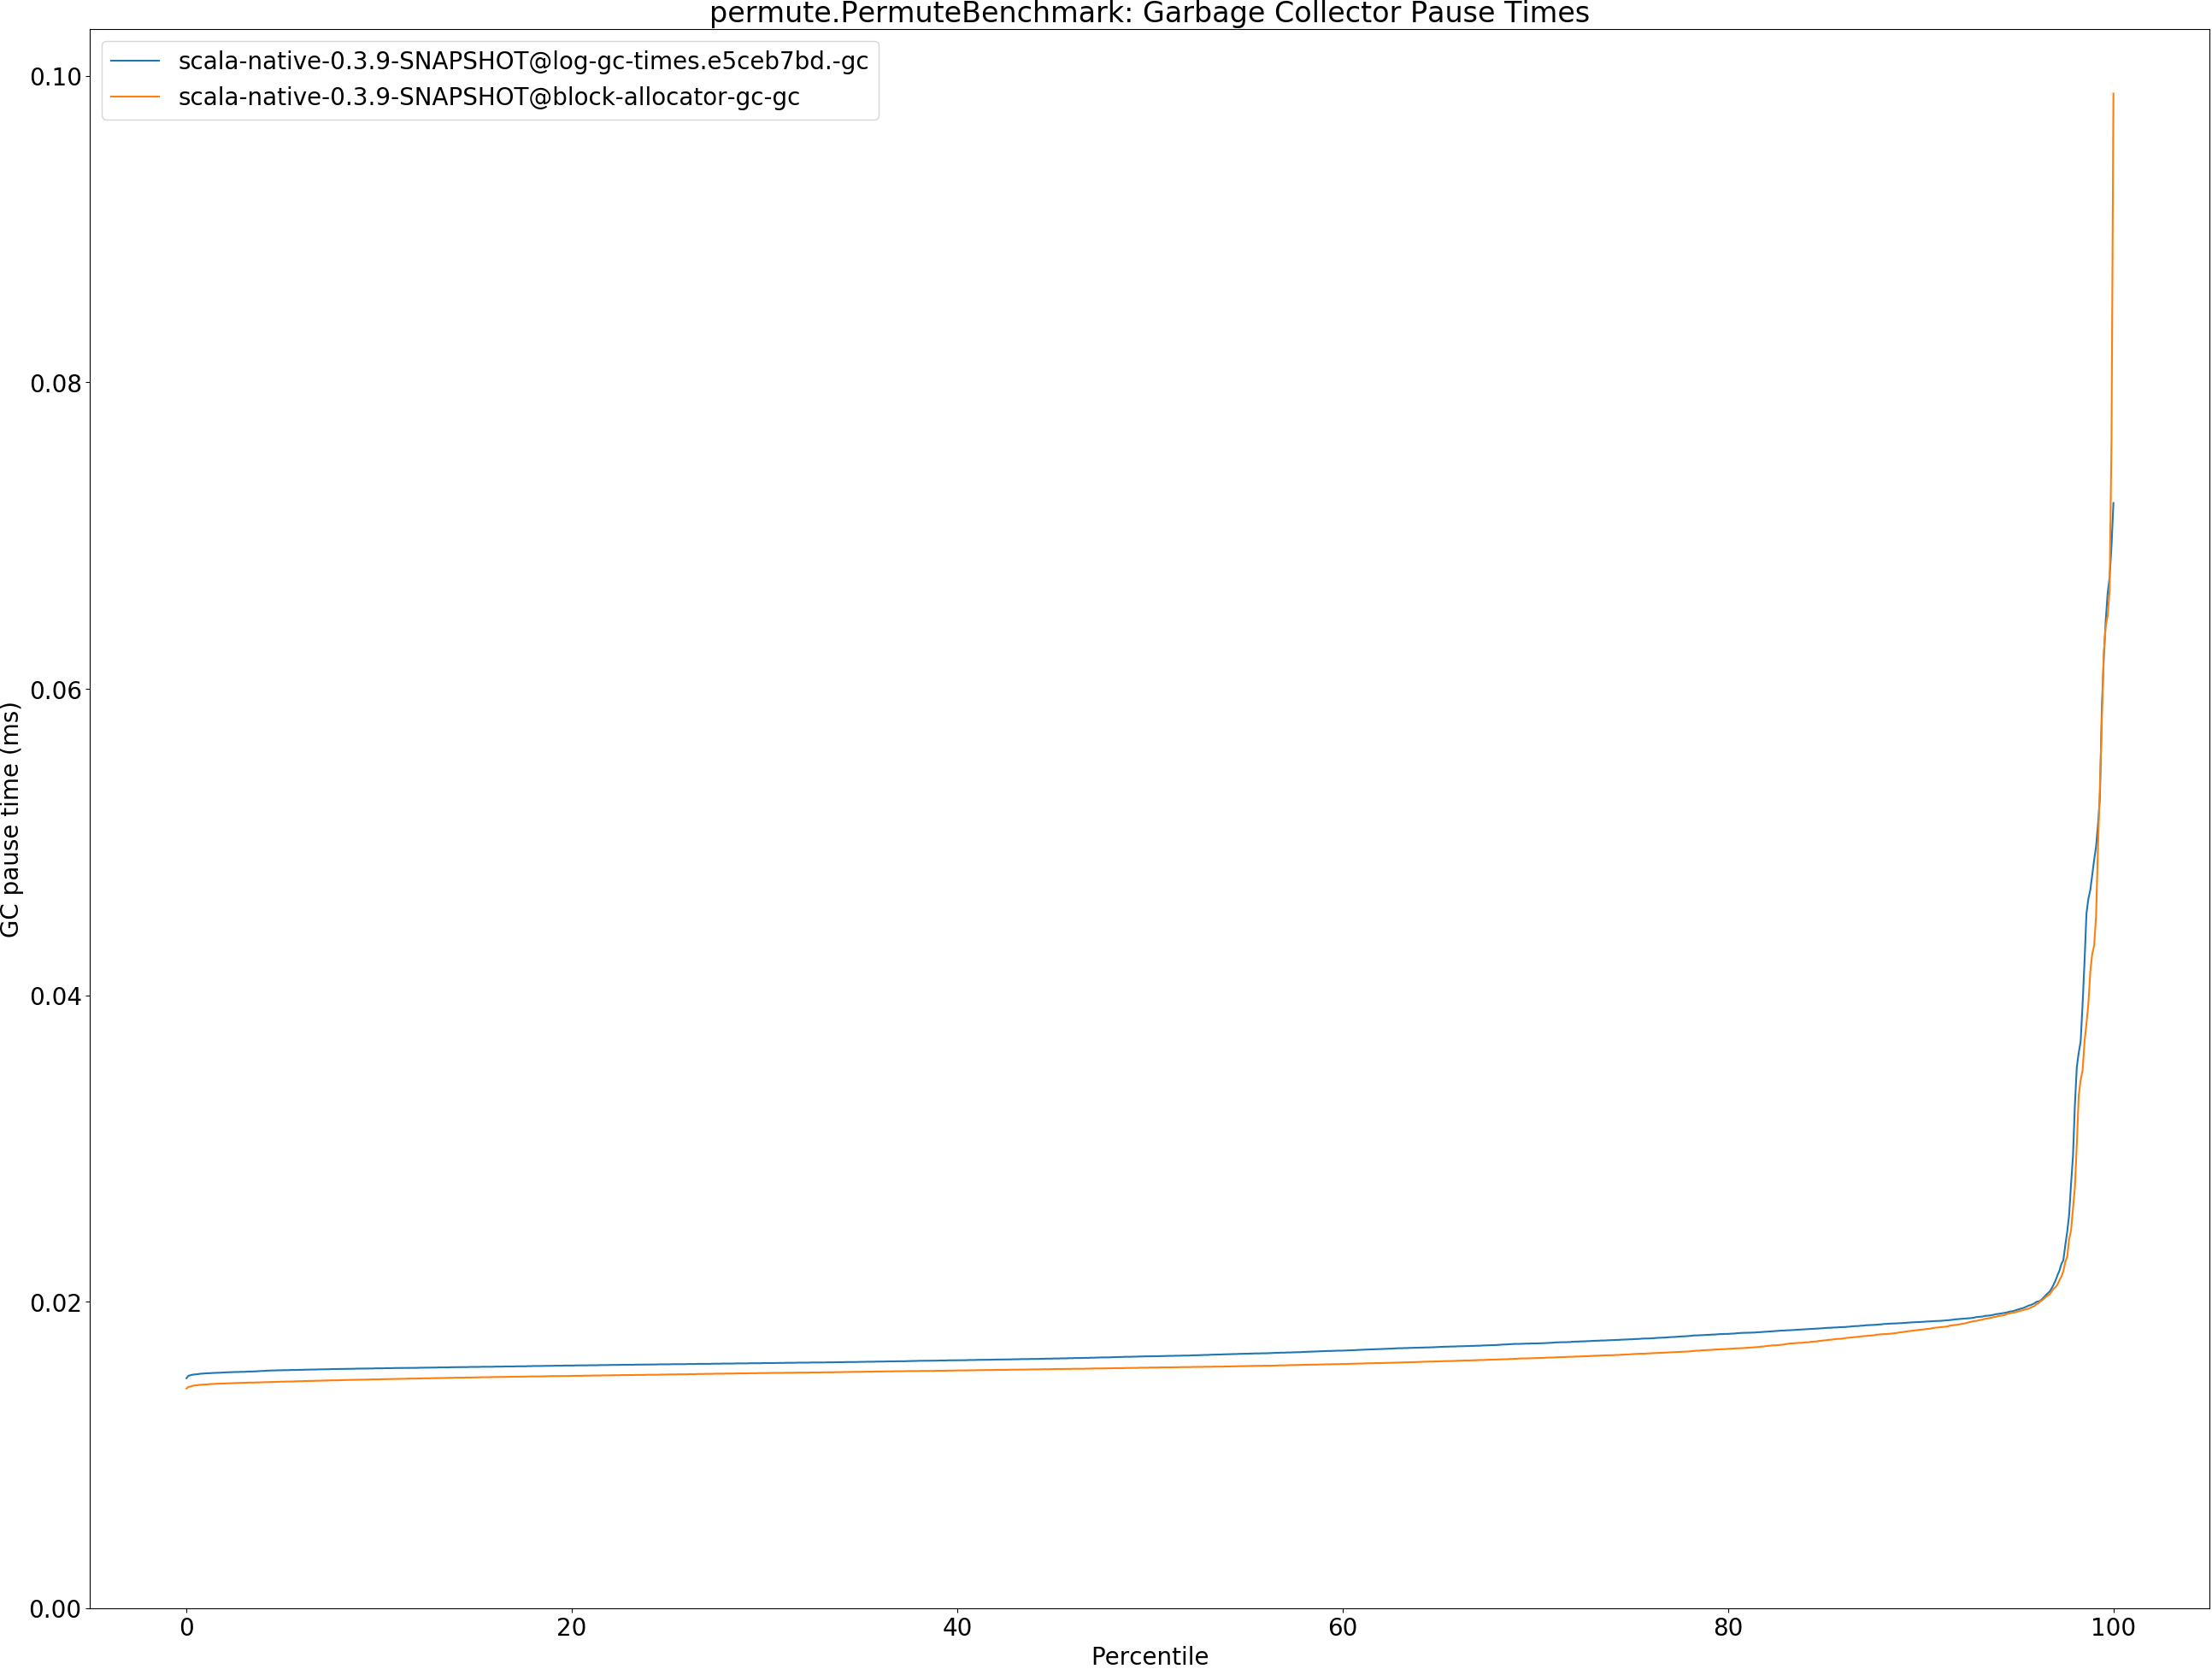 permute.PermuteBenchmark: Garbage Collector Pause Times
scala-native-0.3.9-SNAPSHOT@log-gc-times.e5ceb7bd.-gc
scala-native-0.3.9-SNAPSHOT@block-allocator-gc-gc
0.10
0.08
0.06
0.04
0.02
0.00
GC pause time (ms)
0 20 40 60 80 100
Percentile